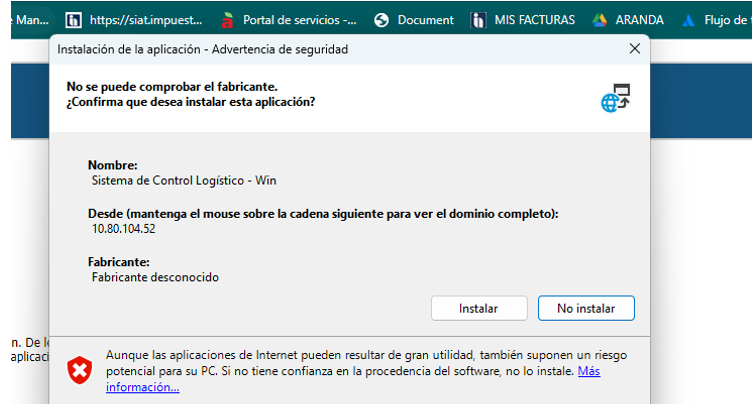 e Man... https://siat.impuest... Portal de servicios -... Document MIS FACTURAS ARANDA Flujo de
Instalación de la aplicación - Advertencia de seguridad
No se puede comprobar el fabricante.
¿Confirma que desea instalar esta aplicación?
Nombre:
Sistema de Control Logístico - Win
Desde (mantenga el mouse sobre la cadena siguiente para ver el dominio completo):
10.80.104.52
Fabricante:
Fabricante desconocido
Instalar No instalar
n. De
aplicaci
Aunque las aplicaciones de Internet pueden resultar de gran utilidad, también suponen un riesgo
potencial para su PC. Si no tiene confianza en la procedencia del software, no lo instale. Más
información...